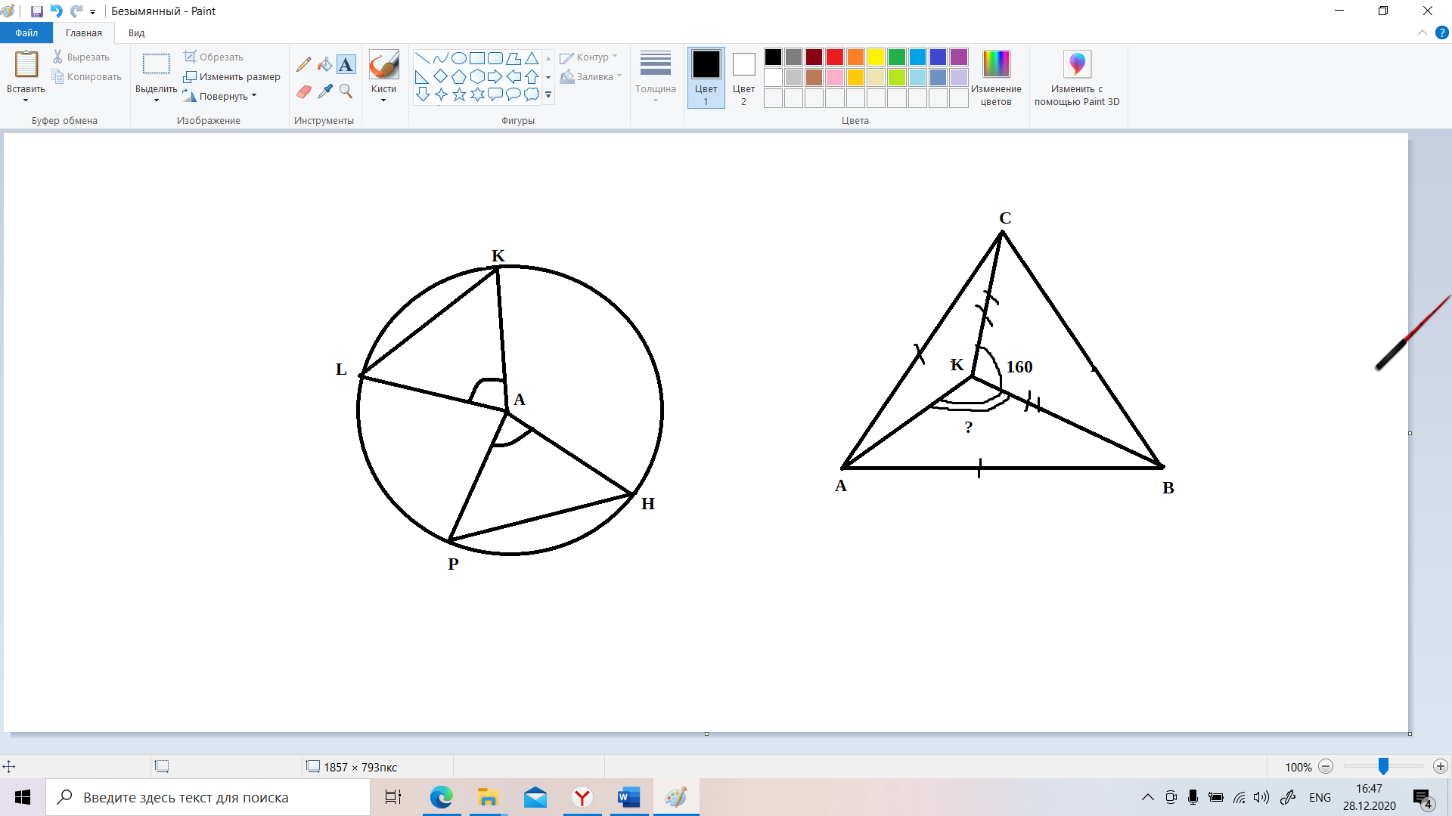 Безымянный - Paint
Файл
Главная
Вид
Вставить
Вырезать
Копировать
Буфер обмена
Выделить
Обрезать
Изменить размер
Повернуть
Изображение
A
Инструменты
Кисти
Фигуры
Контур
Заливка
Толщина
Цвет 1
Цвет 2
Изменение цветов
Цвета
Изменить с помощью Paint 3D
K
L
A
H
P
C
K
160
?
A
B
1857 × 793пкс
100%
Введите здесь текст для поиска
ENG
16:47
28.12.2020
4